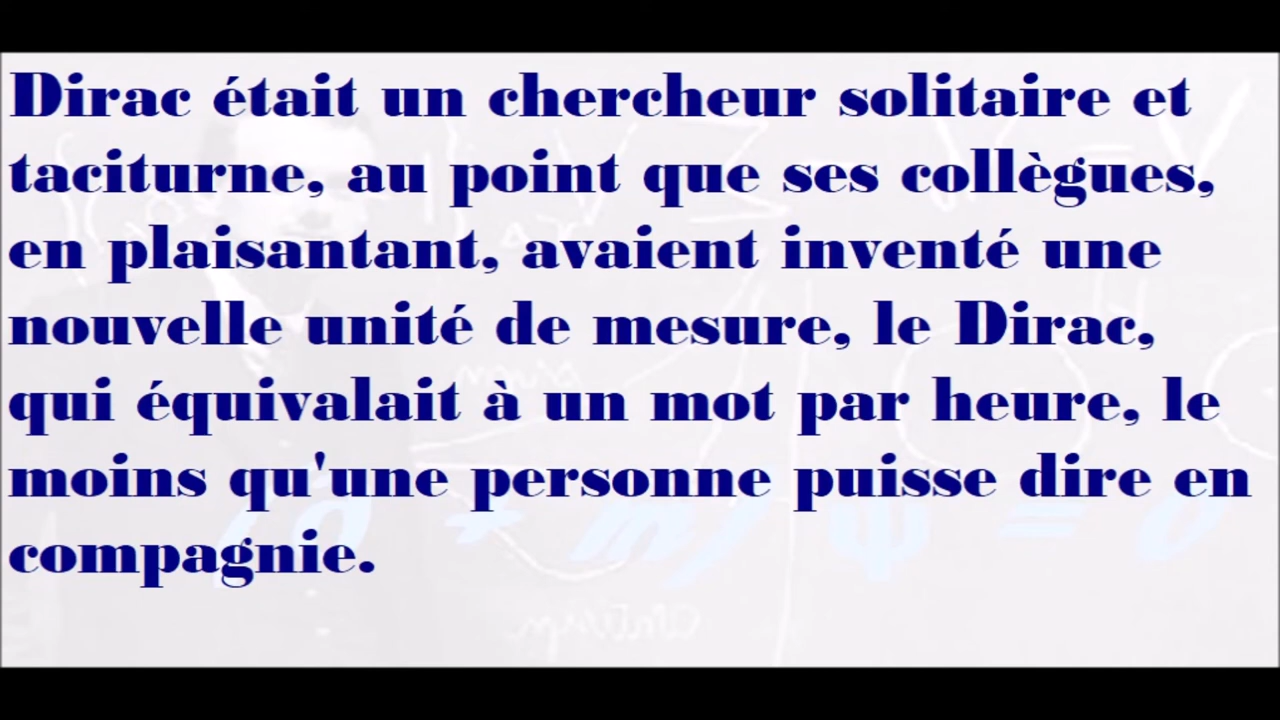 Dirac était un chercheur solitaire et
taciturne, au point que ses collègues,
en plaisantant, avaient inventé une
nouvelle unité de mesure, le Dirac,
qui équivalait à un mot par heure, le
moins qu'une personne puisse dire en
compagnie.